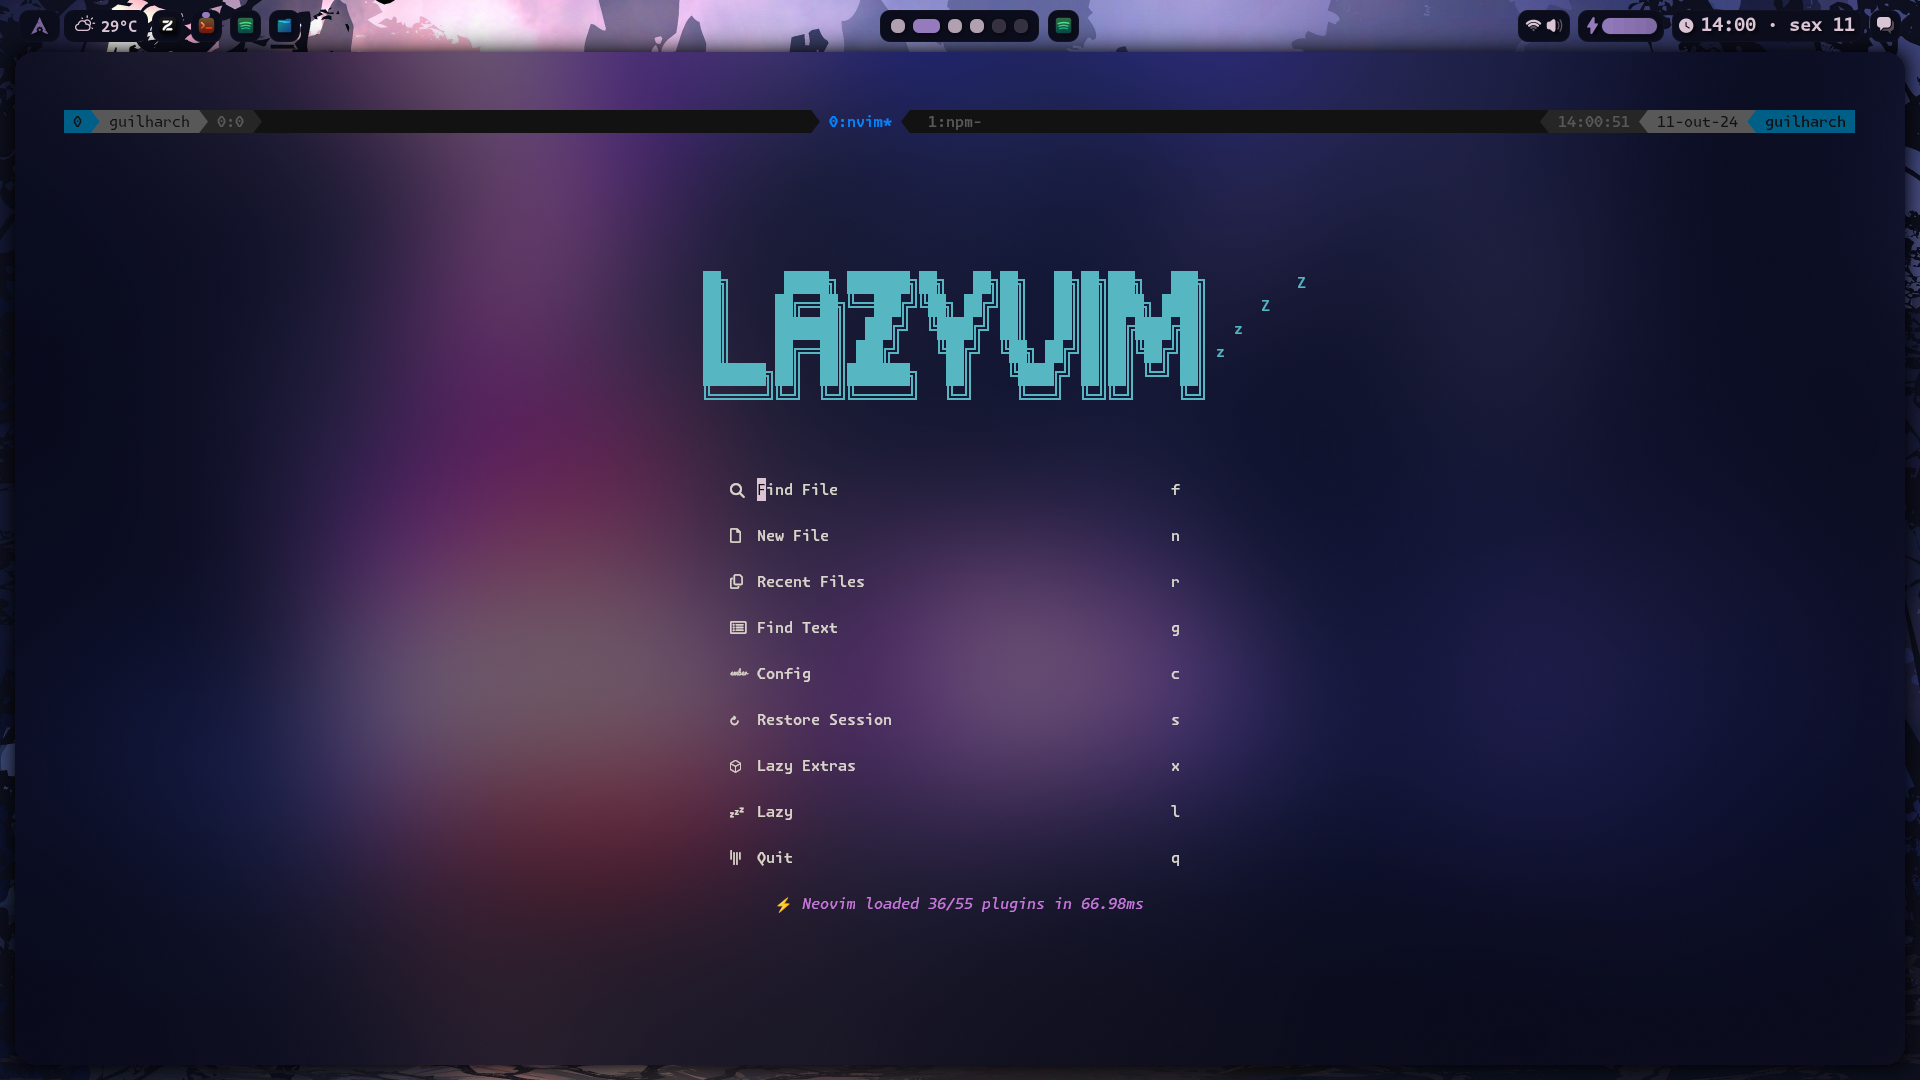 29°C
14:00 · sex 11
0 guilharch 0:0 0:nvim* 1:npm- 14:00:51 11-out-24 guilharch
LAZYVIM
Z
Z
z
z
Find File f
New File n
Recent Files r
Find Text g
Config c
Restore Session s
Lazy Extras x
zzz Lazy l
Quit q
⚡ Neovim loaded 36/55 plugins in 66.98ms